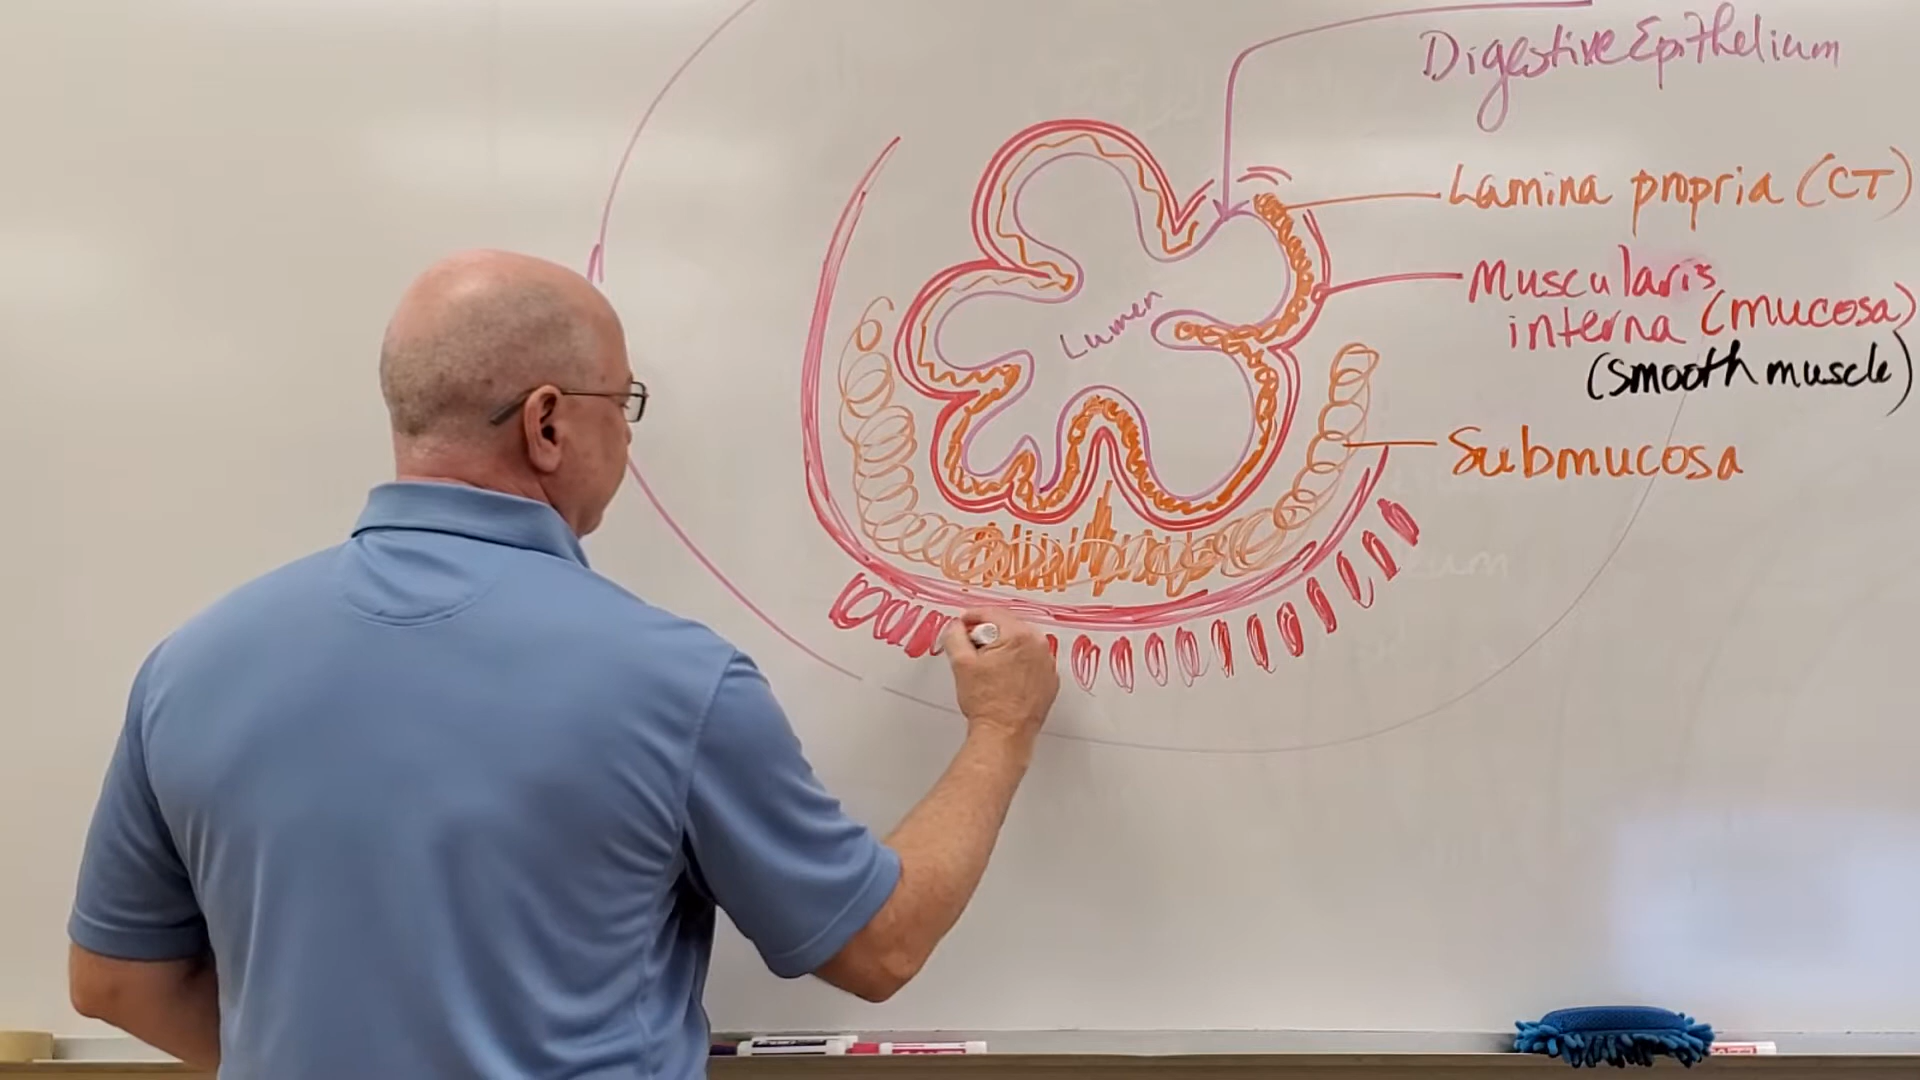 Digestive Epithelium
Lamina propria (CT)
Muscularis
interna (mucosa)
(smooth muscle)
Lumen
Submucosa